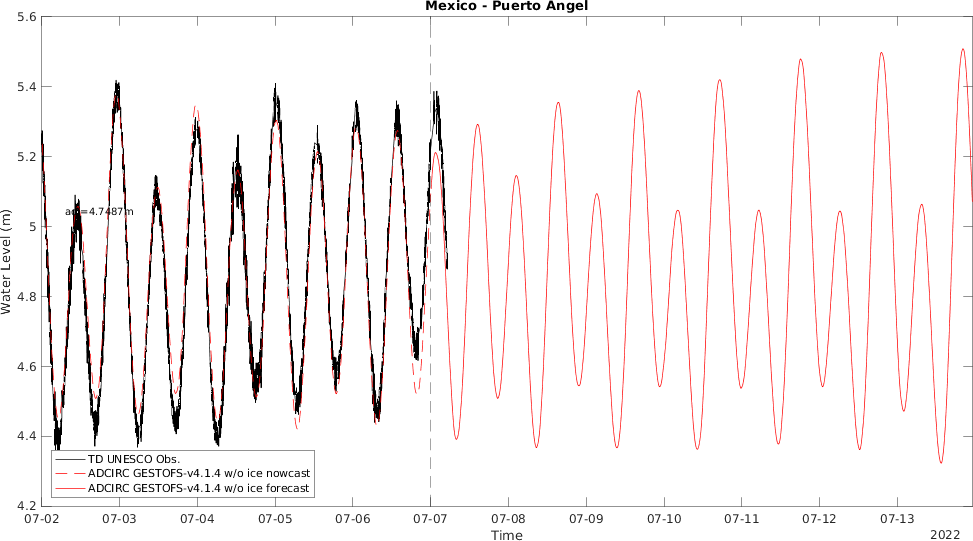 Mexico - Puerto Angel
5.6
5.4
5.2
5
4.8
4.6
4.4
4.2
Water Level (m)
TD UNESCO Obs.
ADCIRC GESTOFS-v4.1.4 w/o ice nowcast
ADCIRC GESTOFS-v4.1.4 w/o ice forecast
07-02 07-03 07-04 07-05 07-06 07-07 07-08 07-09 07-10 07-11 07-12 07-13
Time
2022